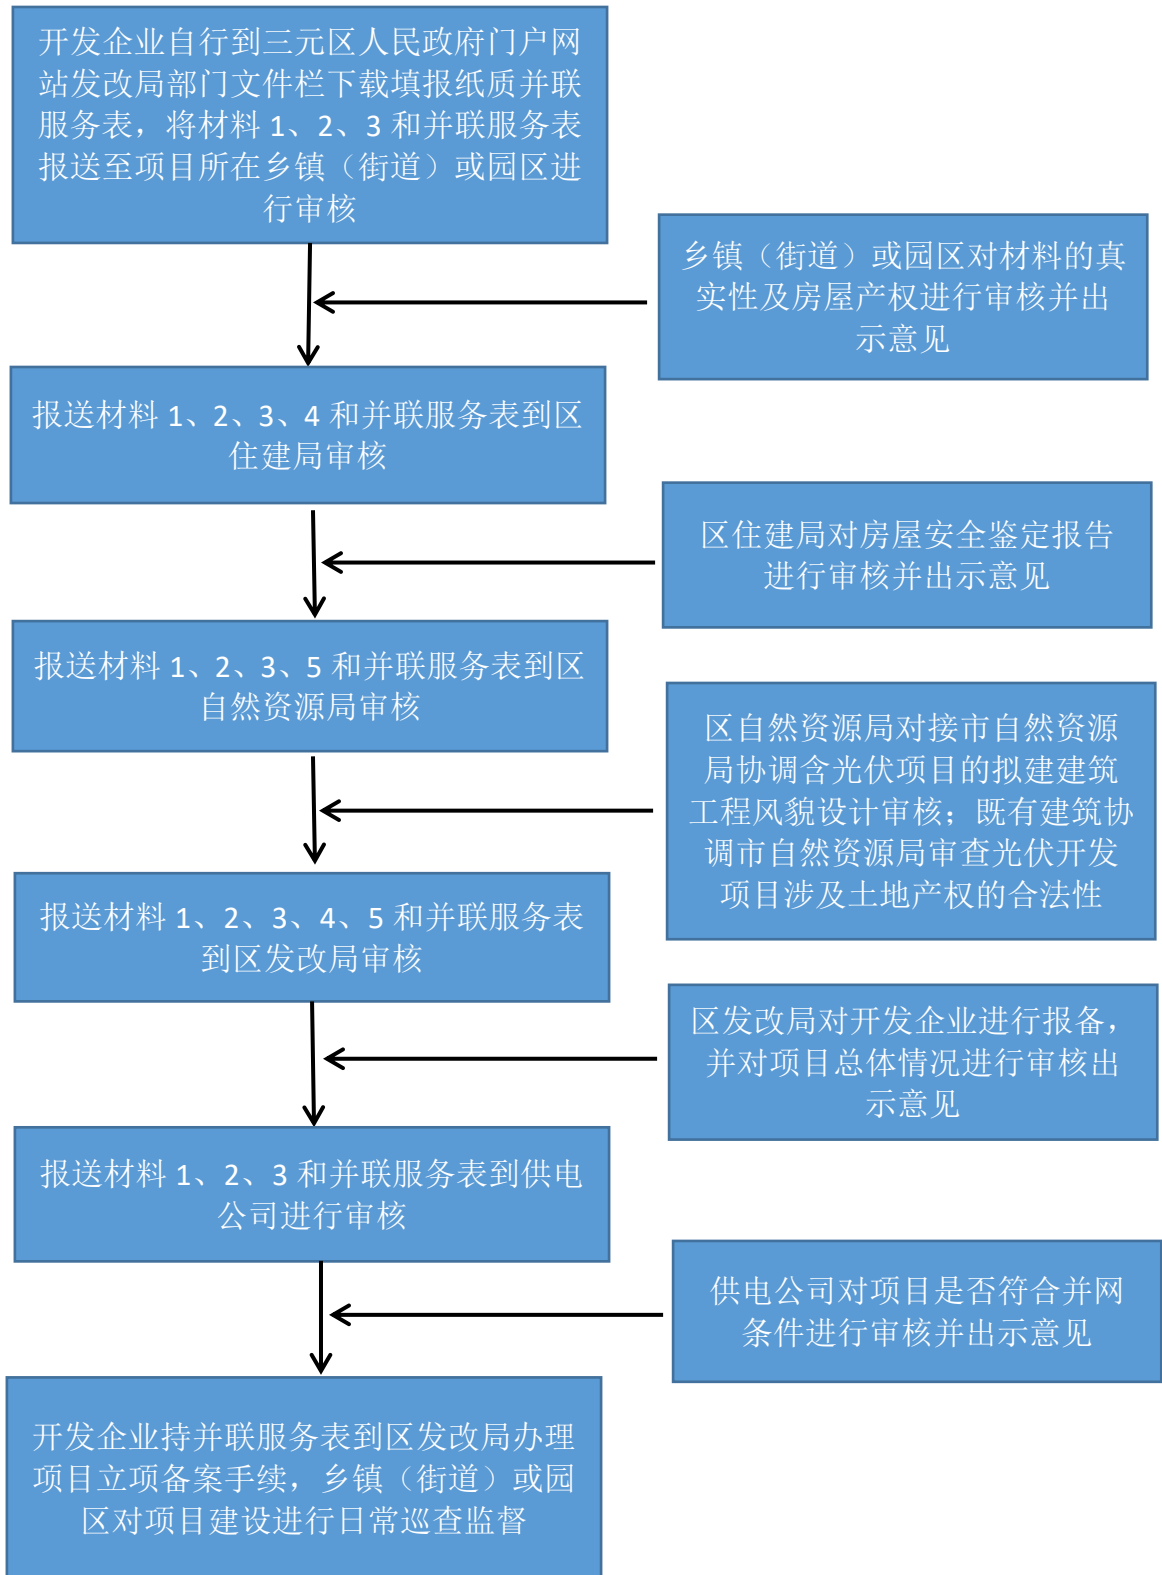 开发企业自行到三元区人民政府门户网
站发改局部门文件栏下载填报纸质并联
服务表，将材料 1、2、3 和并联服务表
报送至项目所在乡镇（街道）或园区进
行审核
乡镇（街道）或园区对材料的真
实性及房屋产权进行审核并出
示意见
报送材料 1、2、3、4 和并联服务表到区
住建局审核
区住建局对房屋安全鉴定报告
进行审核并出示意见
报送材料 1、2、3、5 和并联服务表到区
自然资源局审核
区自然资源局对接市自然资源
局协调含光伏项目的拟建建筑
工程风貌设计审核；既有建筑协
调市自然资源局审查光伏开发
项目涉及土地产权的合法性
报送材料 1、2、3、4、5 和并联服务表
到区发改局审核
区发改局对开发企业进行报备，
并对项目总体情况进行审核出
示意见
报送材料 1、2、3 和并联服务表到供电
公司进行审核
供电公司对项目是否符合并网
条件进行审核并出示意见
开发企业持并联服务表到区发改局办理
项目立项备案手续，乡镇（街道）或园
区对项目建设进行日常巡查监督